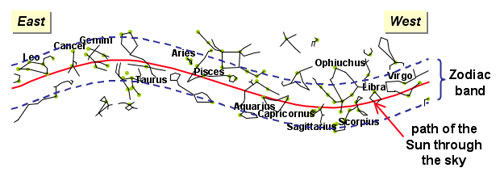 East
West
Gemini
Cancer
Leo
Taurus
Aries
Pisces
Aquarius
Capricornus
Sagittarius
Scorpius
Ophiuchus
Libra
Virgo
Zodiac
band
path of the
Sun through
the sky